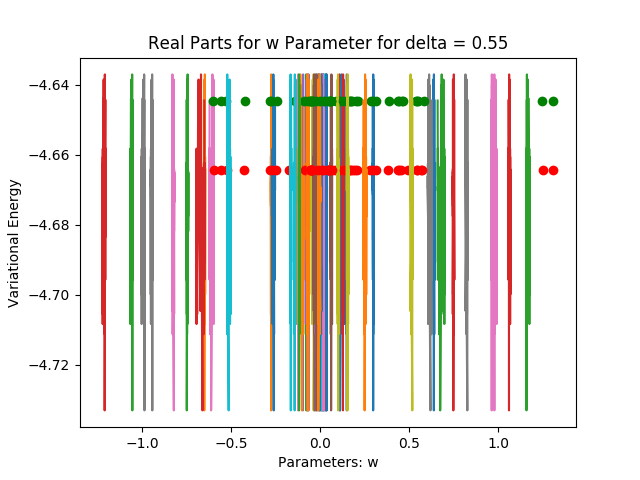 Real Parts for w Parameter for delta = 0.55
−4.64
−4.66
−4.68
−4.70
−4.72
Variational Energy
−1.0 −0.5 0.0 0.5 1.0
Parameters: w